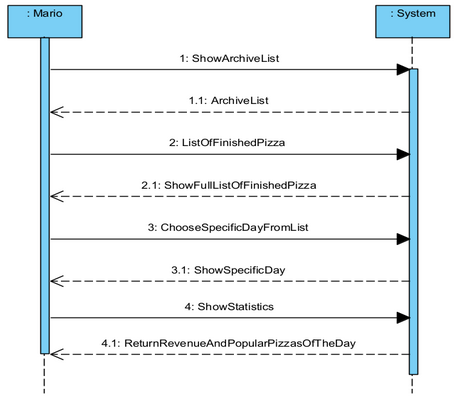 : Mario
: System
1: ShowArchiveList
1.1: ArchiveList
2: ListOfFinishedPizza
2.1: ShowFullListOfFinishedPizza
3: ChooseSpecificDayFromList
3.1: ShowSpecificDay
4: ShowStatistics
4.1: ReturnRevenueAndPopularPizzasOfTheDay